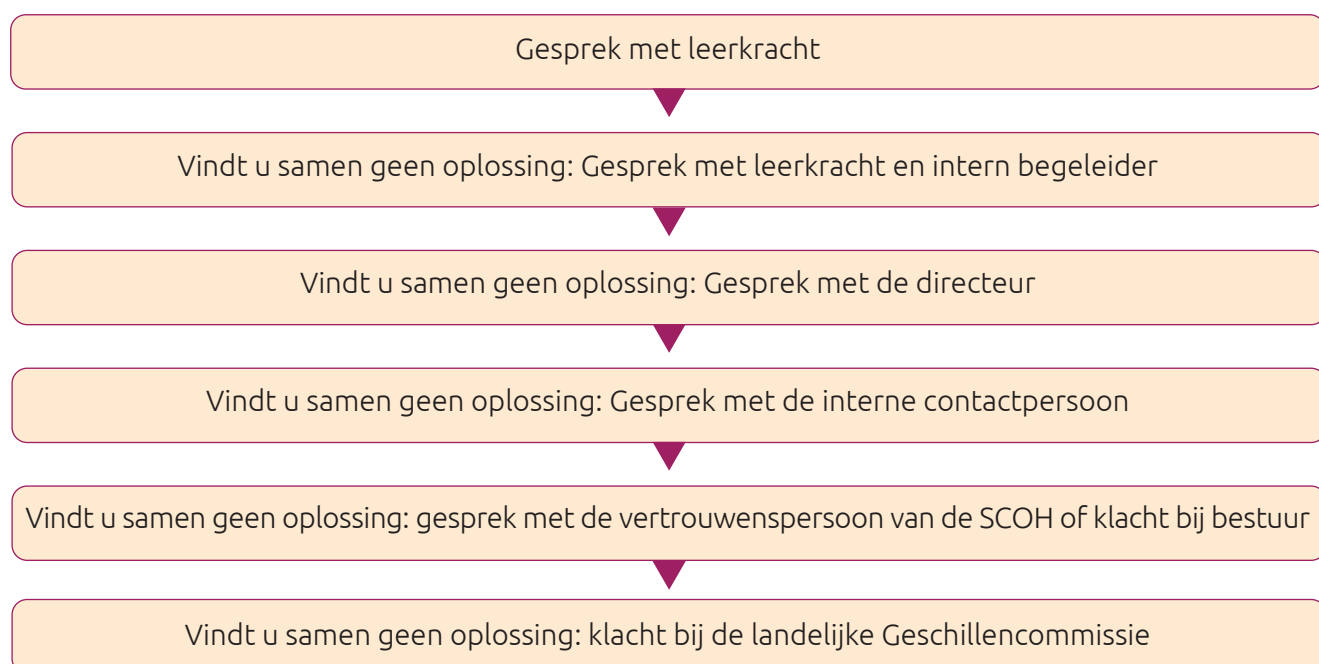 Gesprek met leerkracht
Vindt u samen geen oplossing: Gesprek met leerkracht en intern begeleider
Vindt u samen geen oplossing: Gesprek met de directeur
Vindt u samen geen oplossing: Gesprek met de interne contactpersoon
Vindt u samen geen oplossing: gesprek met de vertrouwenspersoon van de SCOH of klacht bij bestuur
Vindt u samen geen oplossing: klacht bij de landelijke Geschillencommissie